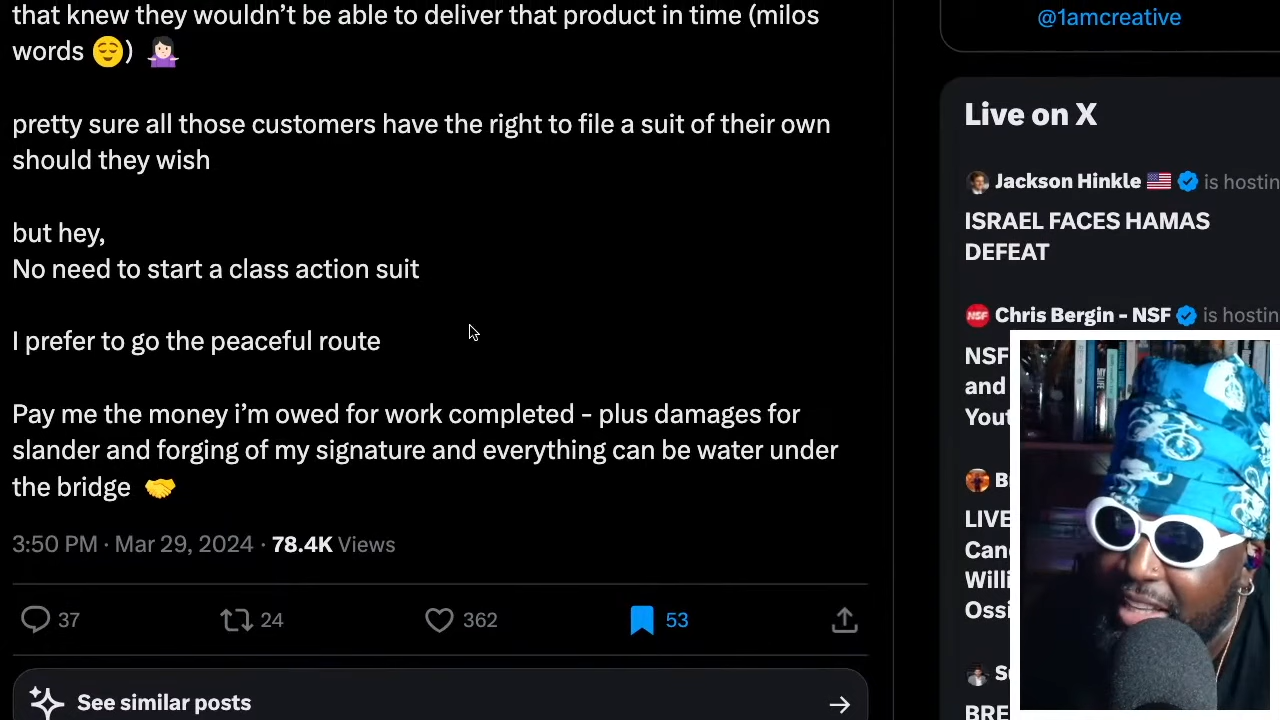 that knew they wouldn’t be able to deliver that product in time (milos
words 😌) 🤷🏻‍♀️
pretty sure all those customers have the right to file a suit of their own
should they wish
but hey,
No need to start a class action suit
I prefer to go the peaceful route
Pay me the money i’m owed for work completed - plus damages for
slander and forging of my signature and everything can be water under
the bridge 🤝
3:50 PM · Mar 29, 2024 · 78.4K Views
37 24 362 53
See similar posts
@1amcreative
Live on X
Jackson Hinkle 🇺🇸 is hostin
ISRAEL FACES HAMAS
DEFEAT
NSF Chris Bergin - NSF is hostin
NSF
and
Yout
B
LIVE
Can
Willi
Ossi
S
BRE